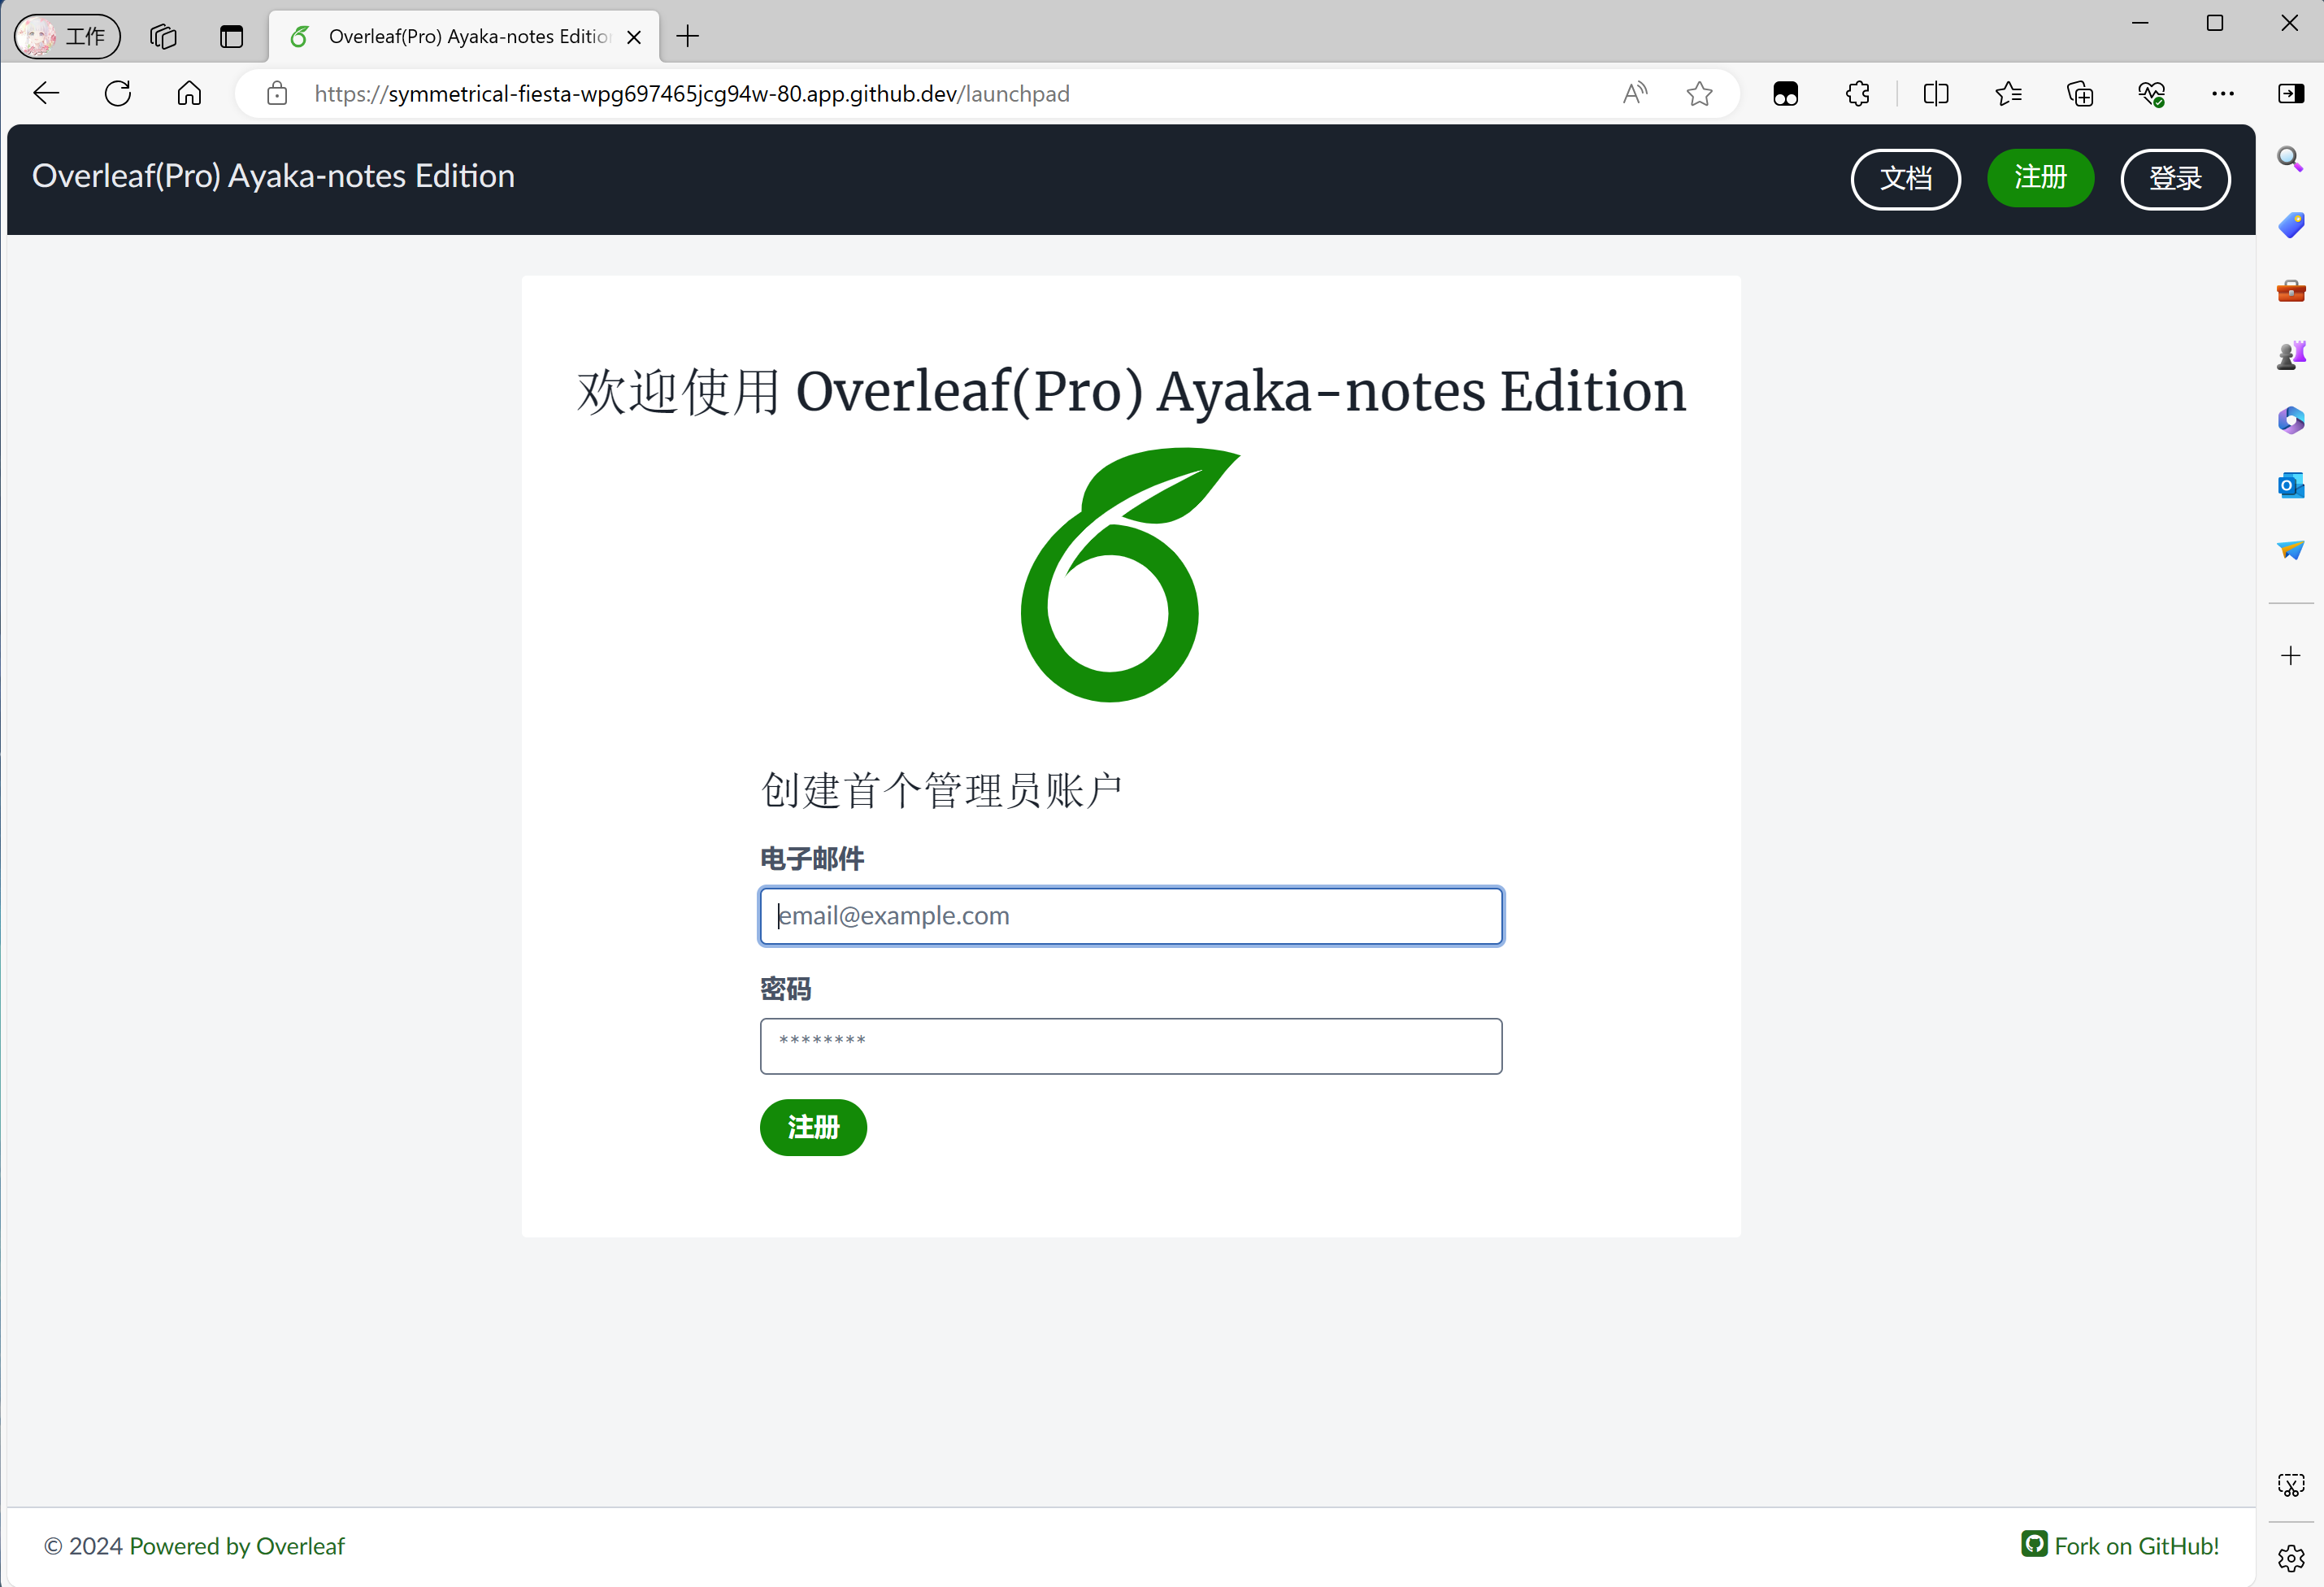 工作
Overleaf(Pro) Ayaka-notes Editio
https://symmetrical-fiesta-wpg697465jcg94w-80.app.github.dev/launchpad
Overleaf(Pro) Ayaka-notes Edition
文档
注册
登录
欢迎使用 Overleaf(Pro) Ayaka-notes Edition
创建首个管理员账户
电子邮件
email@example.com
密码
********
注册
© 2024 Powered by Overleaf
Fork on GitHub!